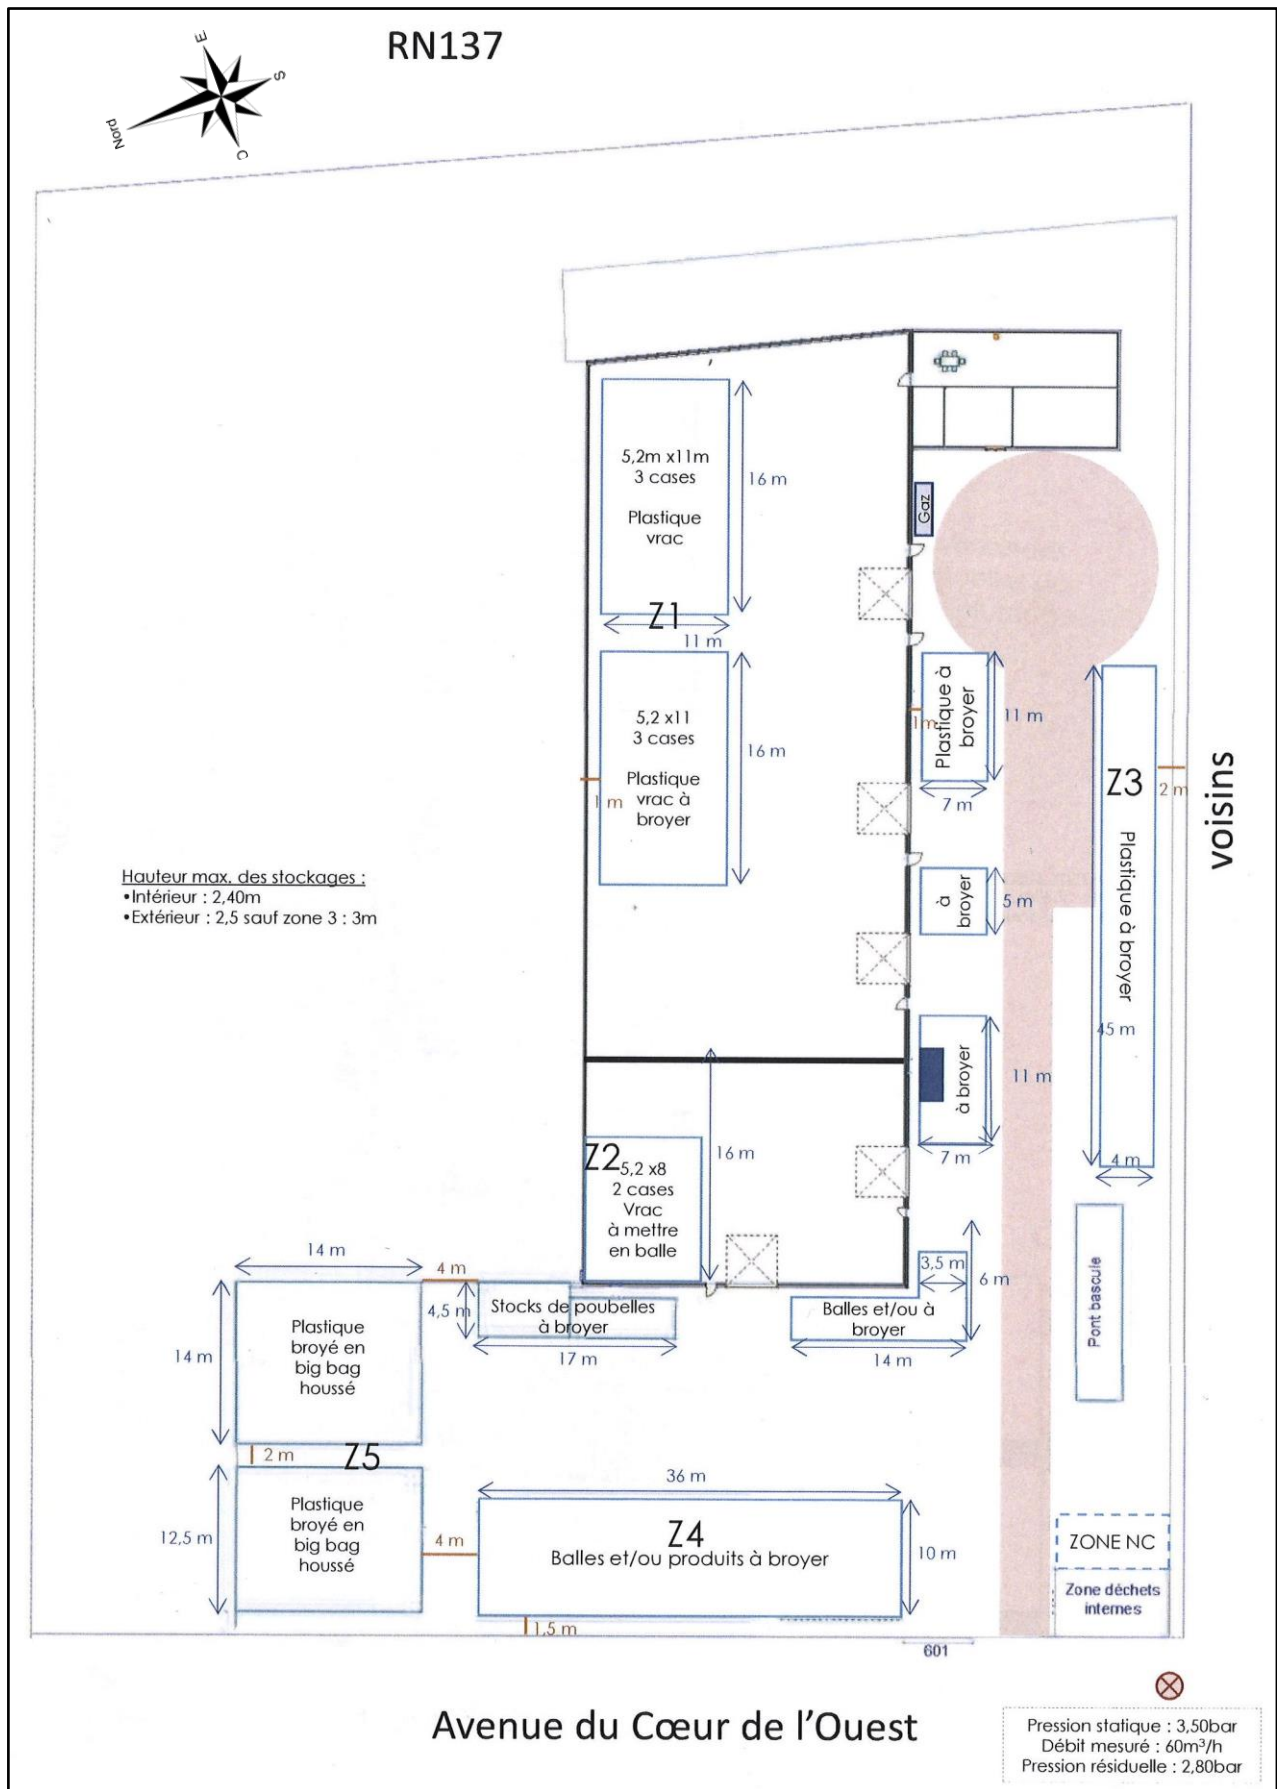 RN137
E
S
Nord
O
5,2m x11m
3 cases
Plastique
vrac
16 m
Gaz
Z1
11 m
5,2 x11
3 cases
Plastique
vrac à
broyer
16 m
1 m
Plastique à
broyer
1m
11 m
7 m
Z3
Plastique à broyer
2 m
voisins
45 m
4 m
Hauteur max. des stockages :
•Intérieur : 2,40m
•Extérieur : 2,5 sauf zone 3 : 3m
à
broyer
5 m
à broyer
11 m
7 m
Z2
5,2 x8
2 cases
Vrac
à mettre
en balle
16 m
14 m
4 m
14 m
Plastique
broyé en
big bag
houssé
4,5 m
Stocks de poubelles
à broyer
17 m
3,5 m
6 m
Balles et/ou à
broyer
14 m
Pont bascule
2 m
Z5
12,5 m
Plastique
broyé en
big bag
houssé
4 m
36 m
Z4
Balles et/ou produits à broyer
10 m
1,5 m
ZONE NC
Zone déchets
internes
601
Avenue du Cœur de l'Ouest
Pression statique : 3,50bar
Débit mesuré : 60m³/h
Pression résiduelle : 2,80bar